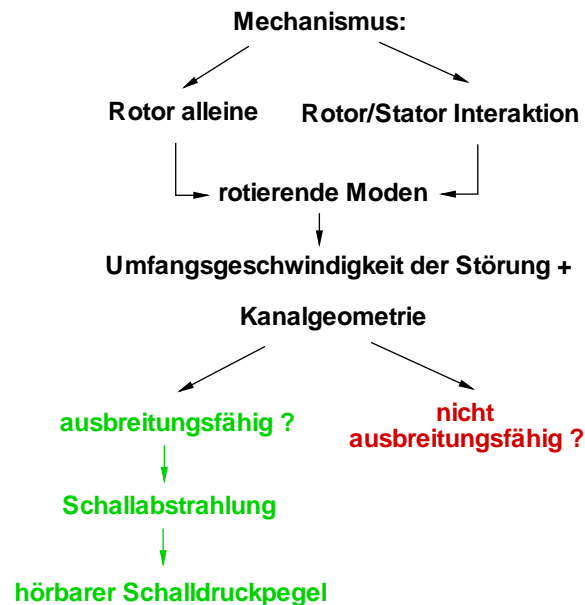 Mechanismus:
Rotor alleine
Rotor/Stator Interaktion
rotierende Moden
Umfangsgeschwindigkeit der Störung +
Kanalgeometrie
ausbreitungsfähig ?
nicht
ausbreitungsfähig ?
Schallabstrahlung
hörbarer Schalldruckpegel